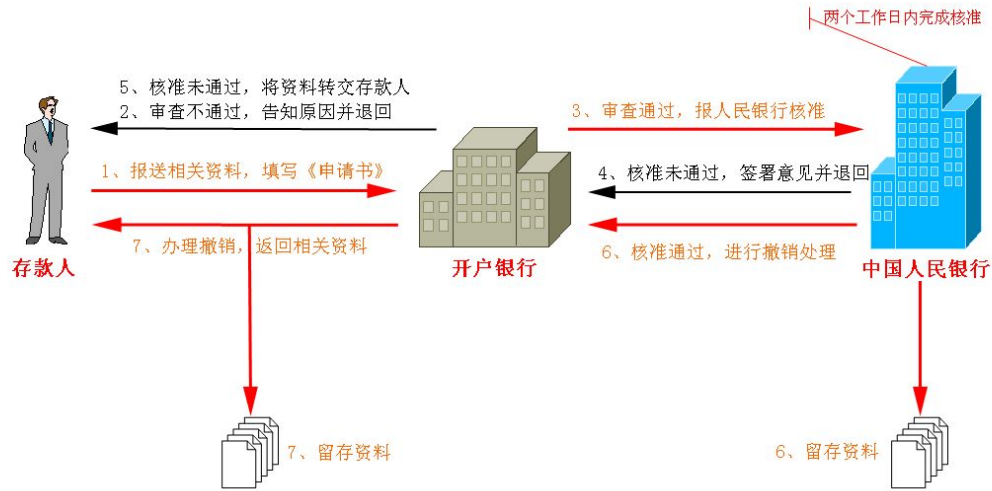 两个工作日内完成核准
5、核准未通过，将资料转交存款人
2、审查不通过，告知原因并退回
3、审查通过，报人民银行核准
1、报送相关资料，填写《申请书》
4、核准未通过，签署意见并退回
7、办理撤销，返回相关资料
6、核准通过，进行撤销处理
存款人
开户银行
中国人民银行
7、留存资料
6、留存资料